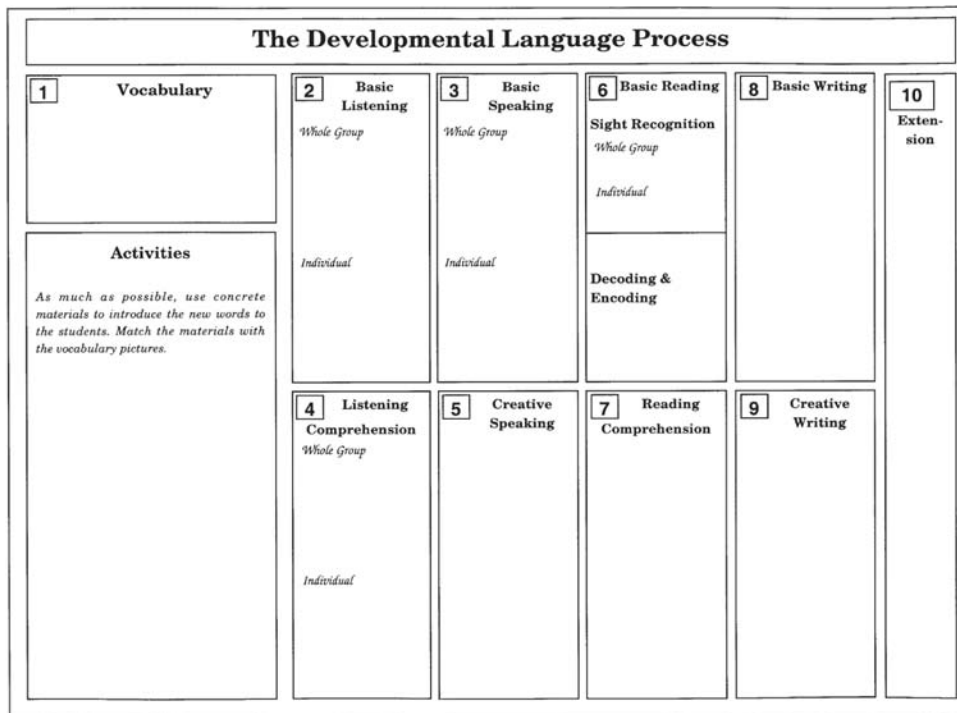 The Developmental Language Process
1
Vocabulary
Activities
As much as possible, use concrete
materials to introduce the new words to
the students. Match the materials with
the vocabulary pictures.
2
Basic
Listening
Whole Group
Individual
3
Basic
Speaking
Whole Group
Individual
4
Listening
Comprehension
Whole Group
Individual
5
Creative
Speaking
6
Basic Reading
Sight Recognition
Whole Group
Individual
Decoding &
Encoding
7
Reading
Comprehension
8
Basic Writing
9
Creative
Writing
10
Exten-
sion